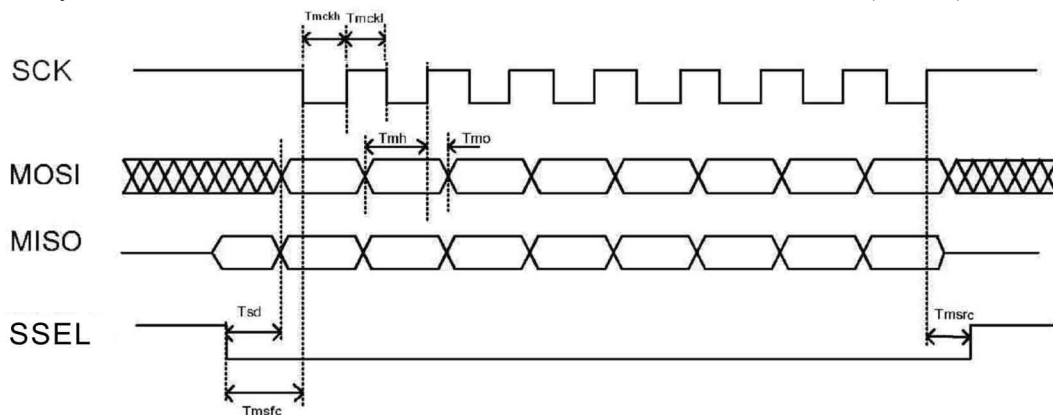 Tmckh Tmckl
SCK
Tmh Tmo
MOSI
MISO
Tsd
Tmsrc
SSEL
Tmsfc